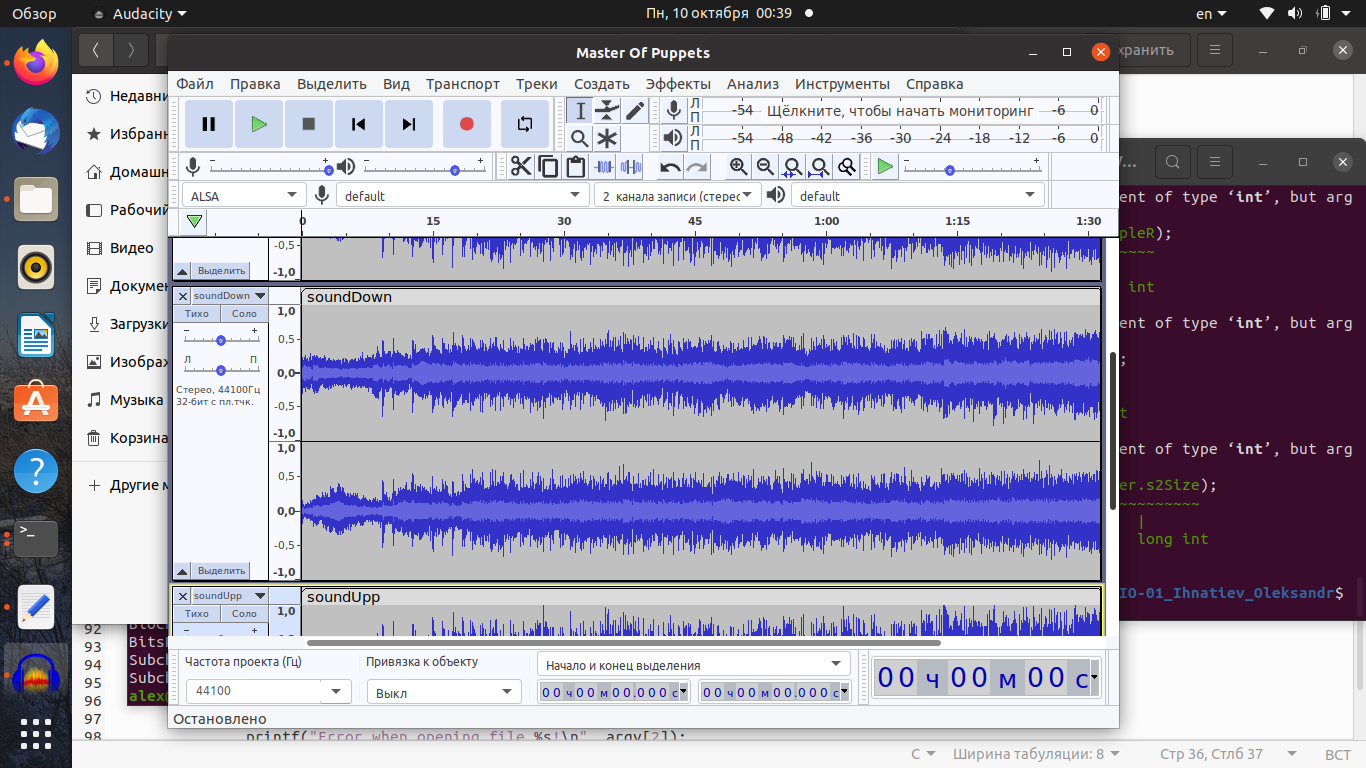 Обзор
Audacity
Пн, 10 октября 00:39
en
Master Of Puppets
хранить
Файл Правка Выделить Вид Транспорт Треки Создать Эффекты Анализ Инструменты Справка
Л
П
-54 Щёлкните, чтобы начать мониторинг -6 0
Л
П
-54 -48 -42 -36 -30 -24 -18 -12 -6 0
ALSA
default
2 канала записи (стерес
default
0 15 30 45 1:00 1:15 1:30
-0,5
-1,0
Выделить
soundDown
soundDown
Тихо Соло
- +
Л П
Стерео, 44100Гц
32-бит с пл.тчк.
1,0
0,5
0,0
-0,5
-1,0
1,0
0,5
0,0
-0,5
-1,0
Выделить
soundUpp
soundUpp
Тихо Соло
- +
1,0
Частота проекта (Гц)
44100
Привязка к объекту
Выкл
Начало и конец выделения
00 ч 00 м 00.000 с
00 ч 00 м 00.000 с
00 ч 00 м 00 с
Остановлено
Недавни
Избранн
Домашн
Рабочий
Видео
Докумен
Загрузки
Изображ
Музыка
Корзина
Другие м
ent of type ‘int’, but arg
pleR);
~~~~
int
ent of type ‘int’, but arg
;
t
ent of type ‘int’, but arg
er.s2Size);
~~~~~~~~~
|
long int
IO-01_Ihnatiev_Oleksandr$
92
93
94
95
96
97
98
Bits
Subch
Subc
alex
printf("Error when opening file %s!\n", argv[2]);
C
Ширина табуляции: 8
Стр 36, Стлб 37
ВСТ